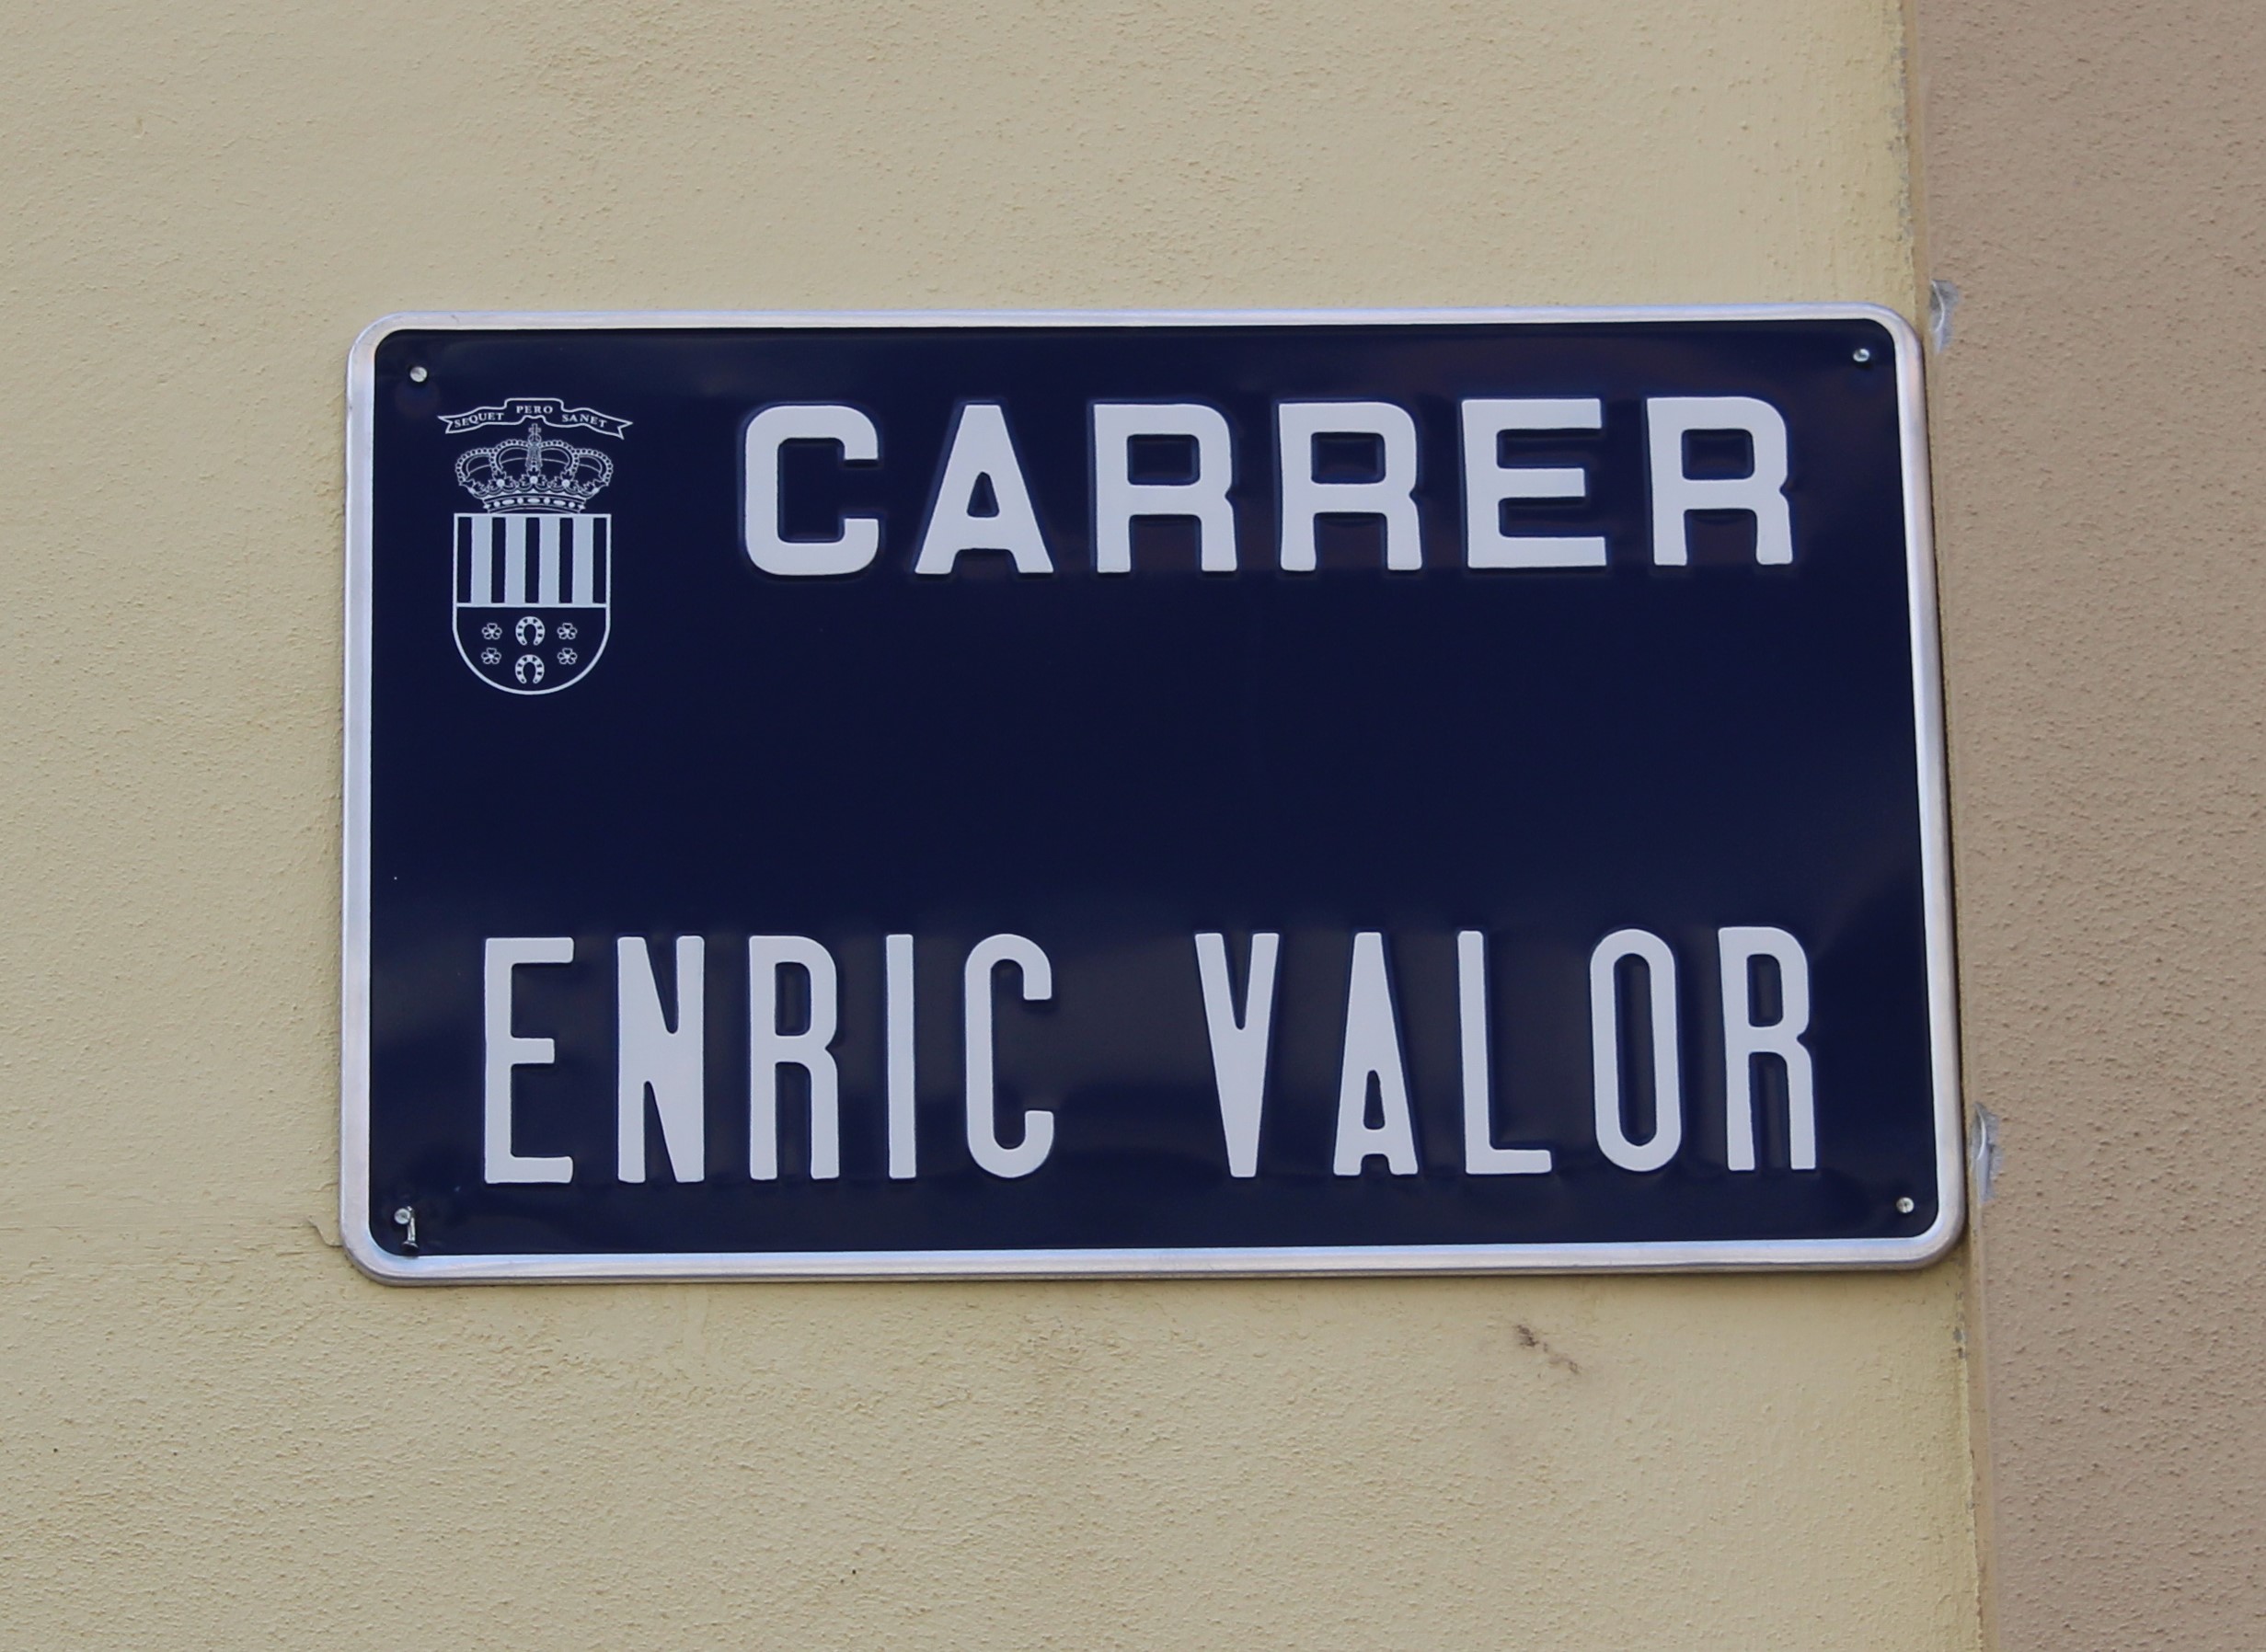 SEQUET PERO SANET
CARRER
ENRIC VALOR